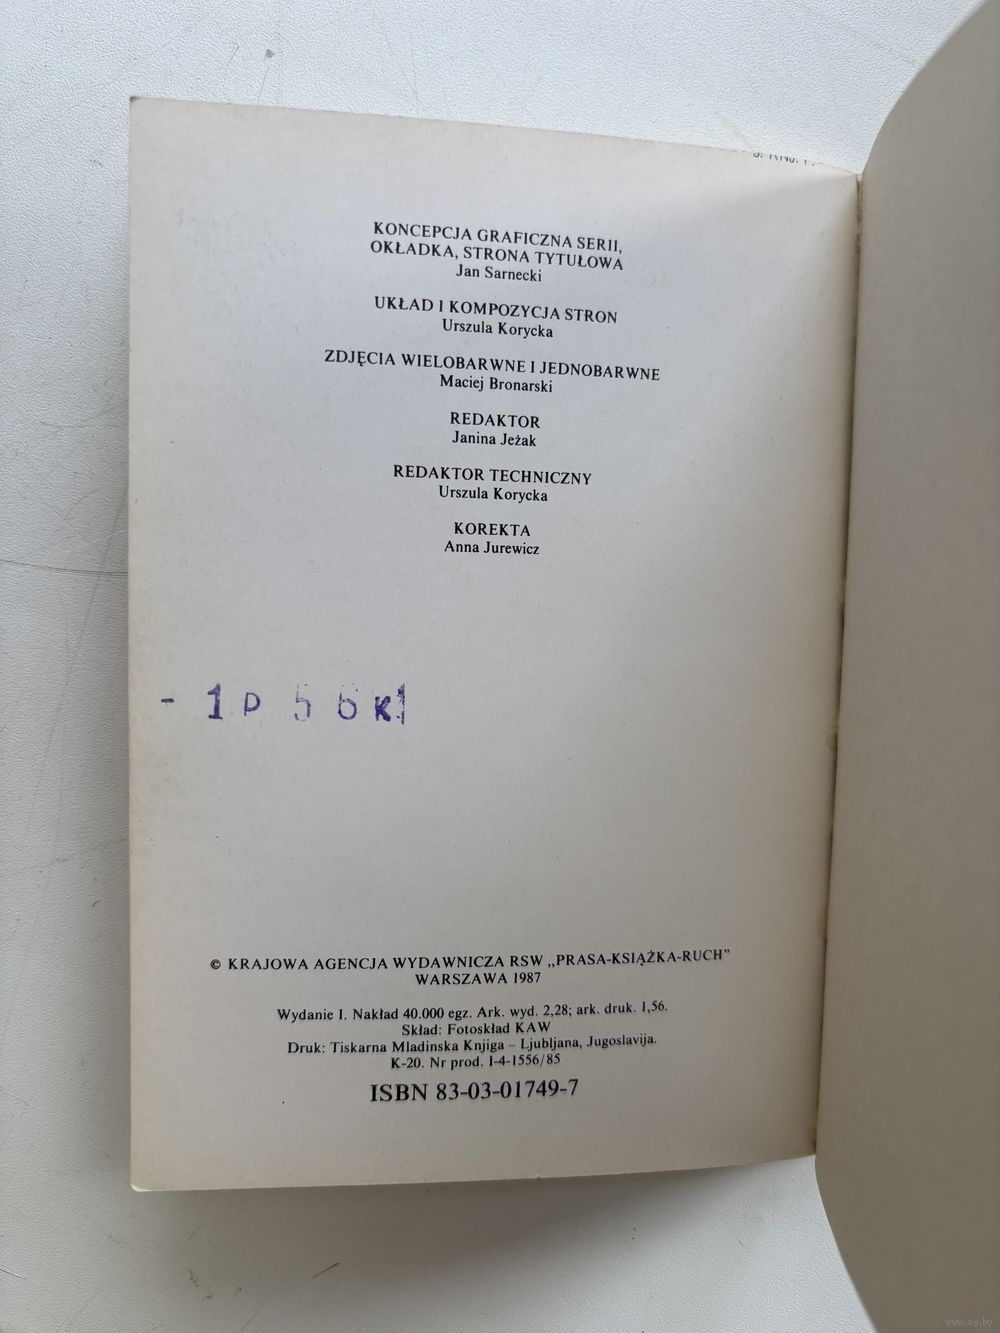 KONCEPCJA GRAFICZNA SERII,
OKŁADKA, STRONA TYTUŁOWA
Jan Sarnecki
UKŁAD I KOMPOZYCJA STRON
Urszula Korycka
ZDJĘCIA WIELOBARWNE I JEDNOBARWNE
Maciej Bronarski
REDAKTOR
Janina Jeżak
REDAKTOR TECHNICZNY
Urszula Korycka
KOREKTA
Anna Jurewicz
- 1 p 5 6 k
© KRAJOWA AGENCJA WYDAWNICZA RSW „PRASA-KSIĄŻKA-RUCH”
WARSZAWA 1987
Wydanie I. Nakład 40.000 egz. Ark. wyd. 2,28; ark. druk. 1,56.
Skład: Fotoskład KAW
Druk: Tiskarna Mladinska Knjiga – Ljubljana, Jugoslavija.
K-20. Nr prod. I-4-1556/85
ISBN 83-03-01749-7
www.ay.by